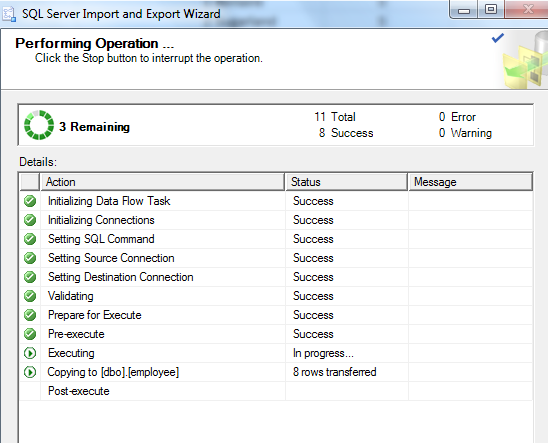 SQL Server Import and Export Wizard
Performing Operation ...
Click the Stop button to interrupt the operation.
3 Remaining
11 Total 0 Error
8 Success 0 Warning
Details:
Action Status Message
Initializing Data Flow Task Success
Initializing Connections Success
Setting SQL Command Success
Setting Source Connection Success
Setting Destination Connection Success
Validating Success
Prepare for Execute Success
Pre-execute Success
Executing In progress...
Copying to [dbo].[employee] 8 rows transferred
Post-execute